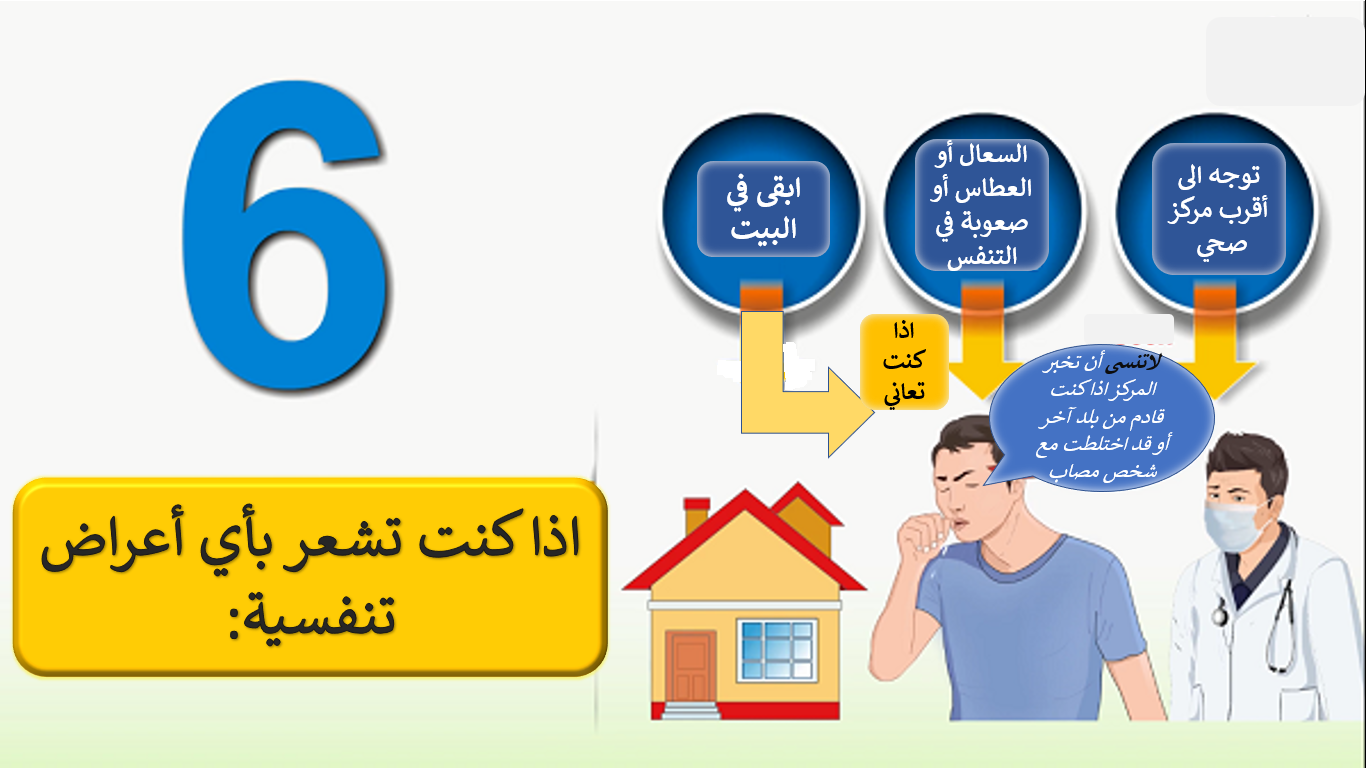 6
اذا كنت تشعر بأي أعراض
تنفسية:
توجه الى
أقرب مركز
صحي
السعال أو
العطاس أو
صعوبة في
التنفس
ابقى في
البيت
اذا
كنت
تعاني
لاتنسى أن تخبر
المركز اذا كنت
قادم من بلد آخر
أو قد اختلطت مع
شخص مصاب